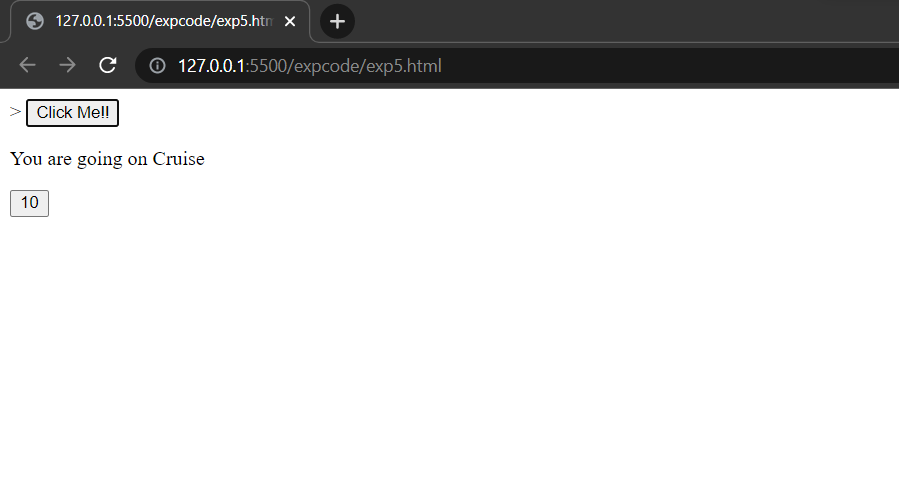 127.0.0.1:5500/expcode/exp5.htm
127.0.0.1:5500/expcode/exp5.html
> Click Me!!
You are going on Cruise
10